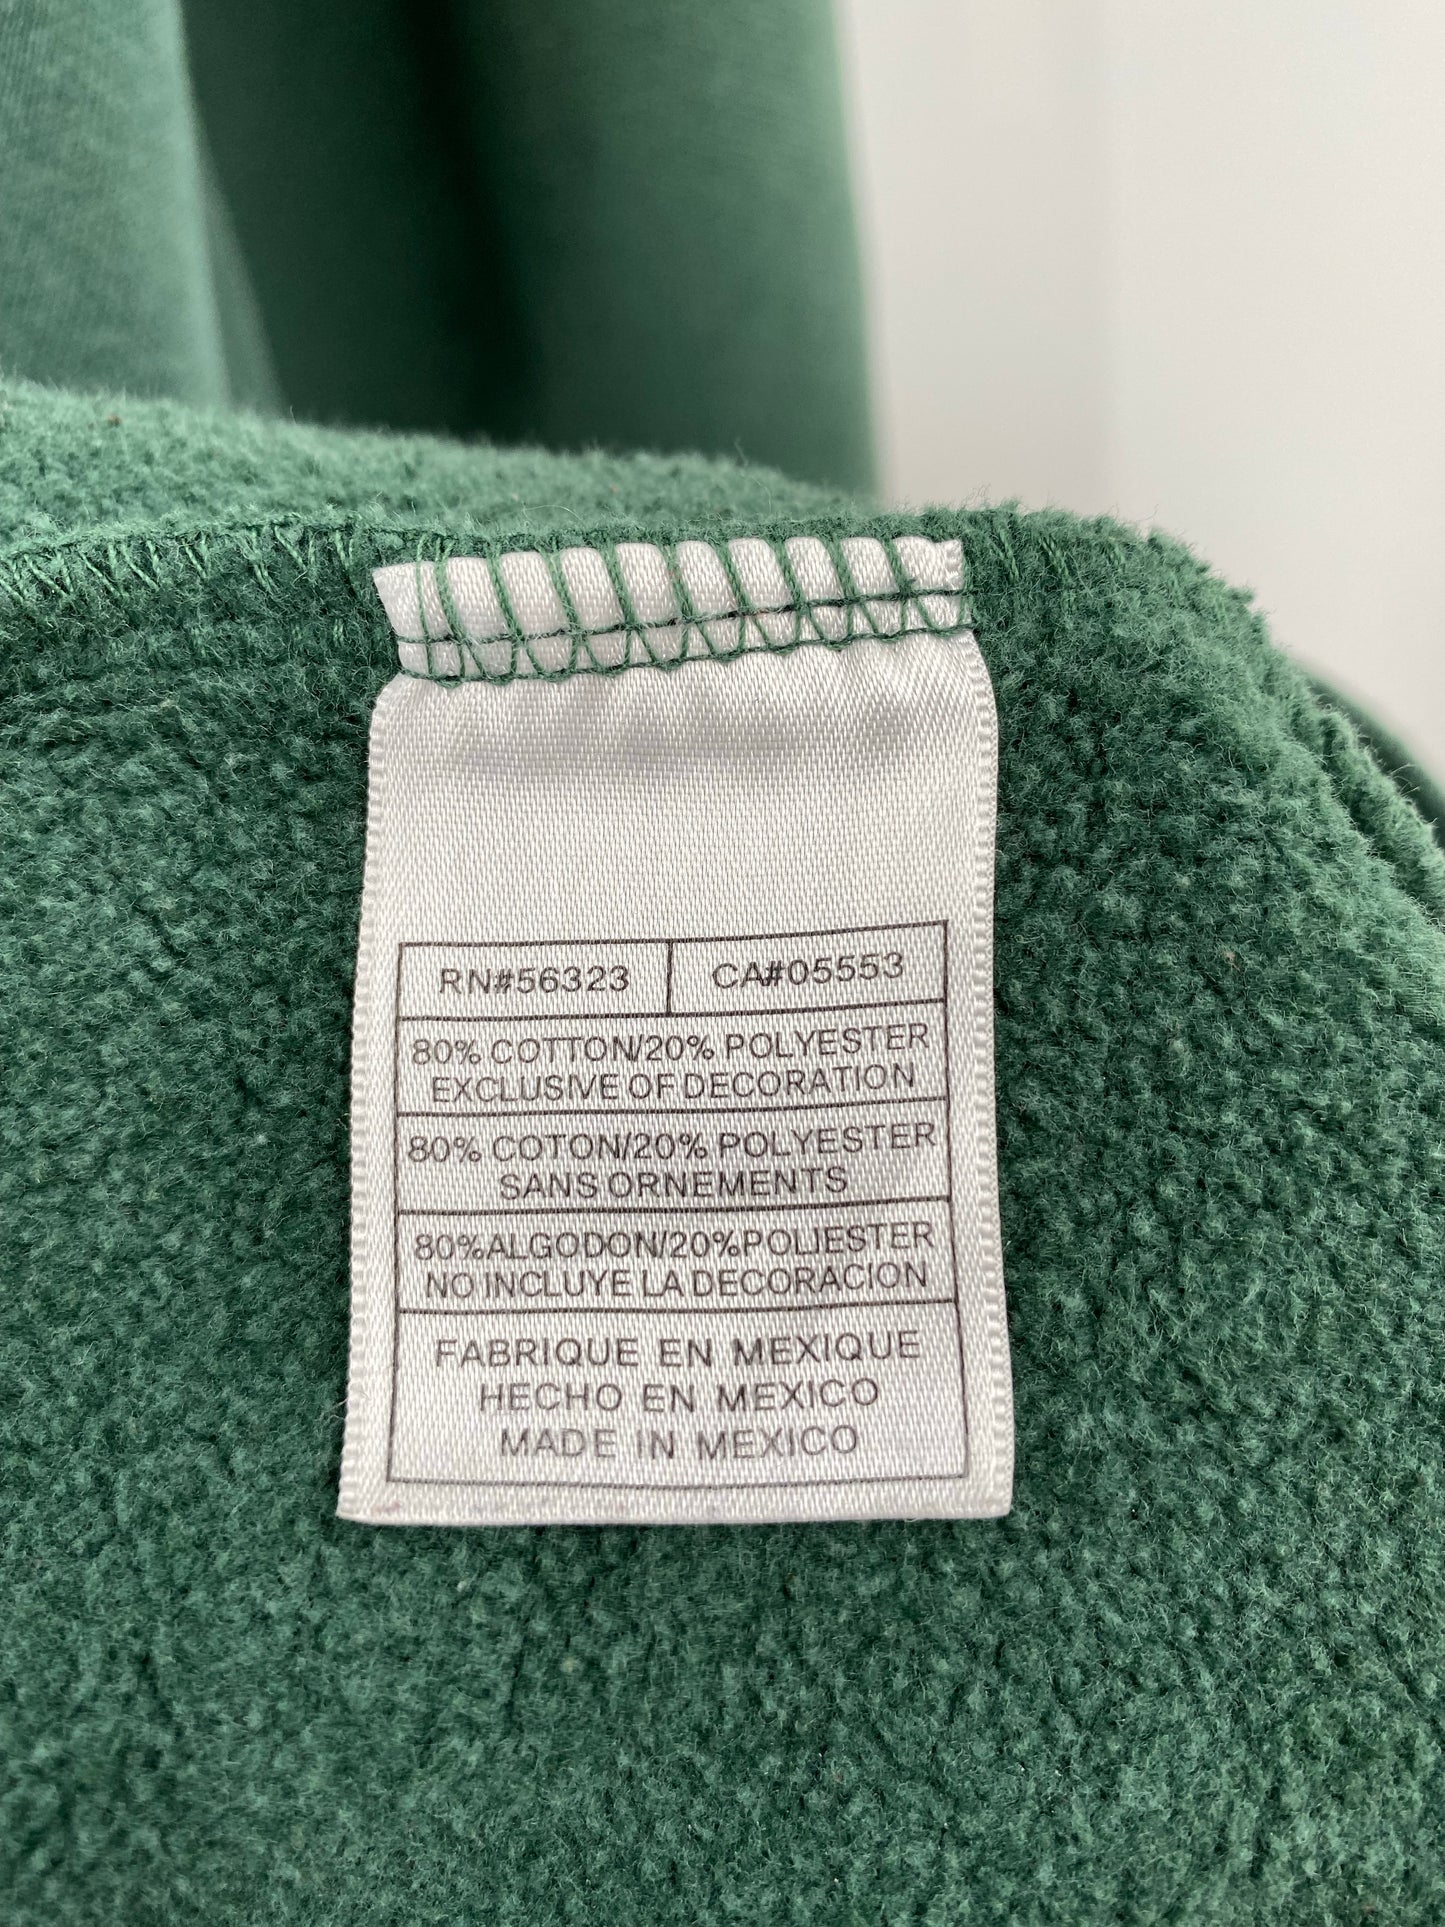 RN#56323 CA#05553
80% COTTON/20% POLYESTER
EXCLUSIVE OF DECORATION
80% COTON/20% POLYESTER
SANS ORNEMENTS
80% ALGODON/20% POLIESTER
NO INCLUYE LA DECORACION
FABRIQUE EN MEXIQUE
HECHO EN MEXICO
MADE IN MEXICO